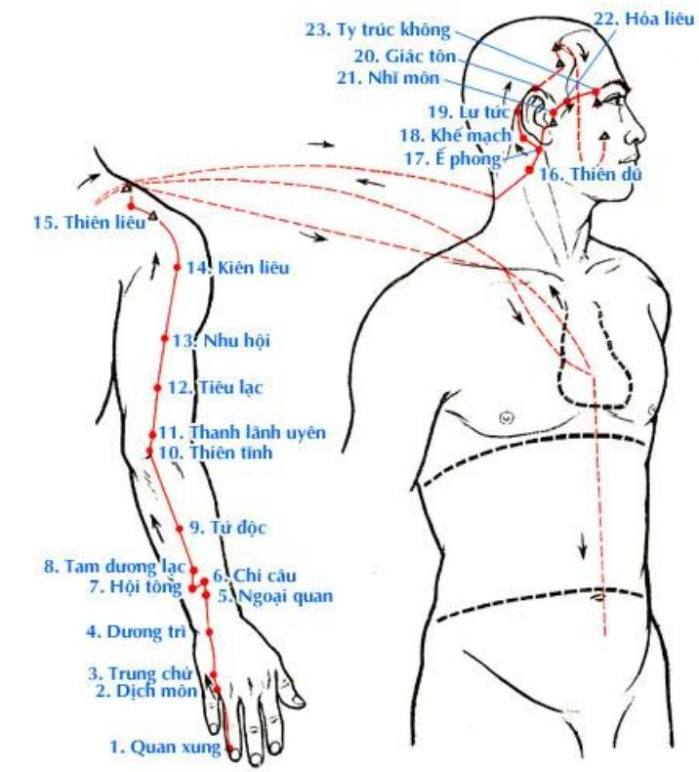 22. Hỏa liêu
23. Ty trúc không
20. Giác tôn
21. Nhĩ môn
19. Lư tức
18. Khế mạch
17. Ế phong
16. Thiên dũ
15. Thiên liêu
14. Kiên liêu
13. Nhu hội
12. Tiêu lạc
11. Thanh lãnh uyên
10. Thiên tĩnh
9. Tứ độc
8. Tam dương lạc
7. Hội tông
6. Chi câu
5. Ngoại quan
4. Dương trì
3. Trung chử
2. Dịch môn
1. Quan xung